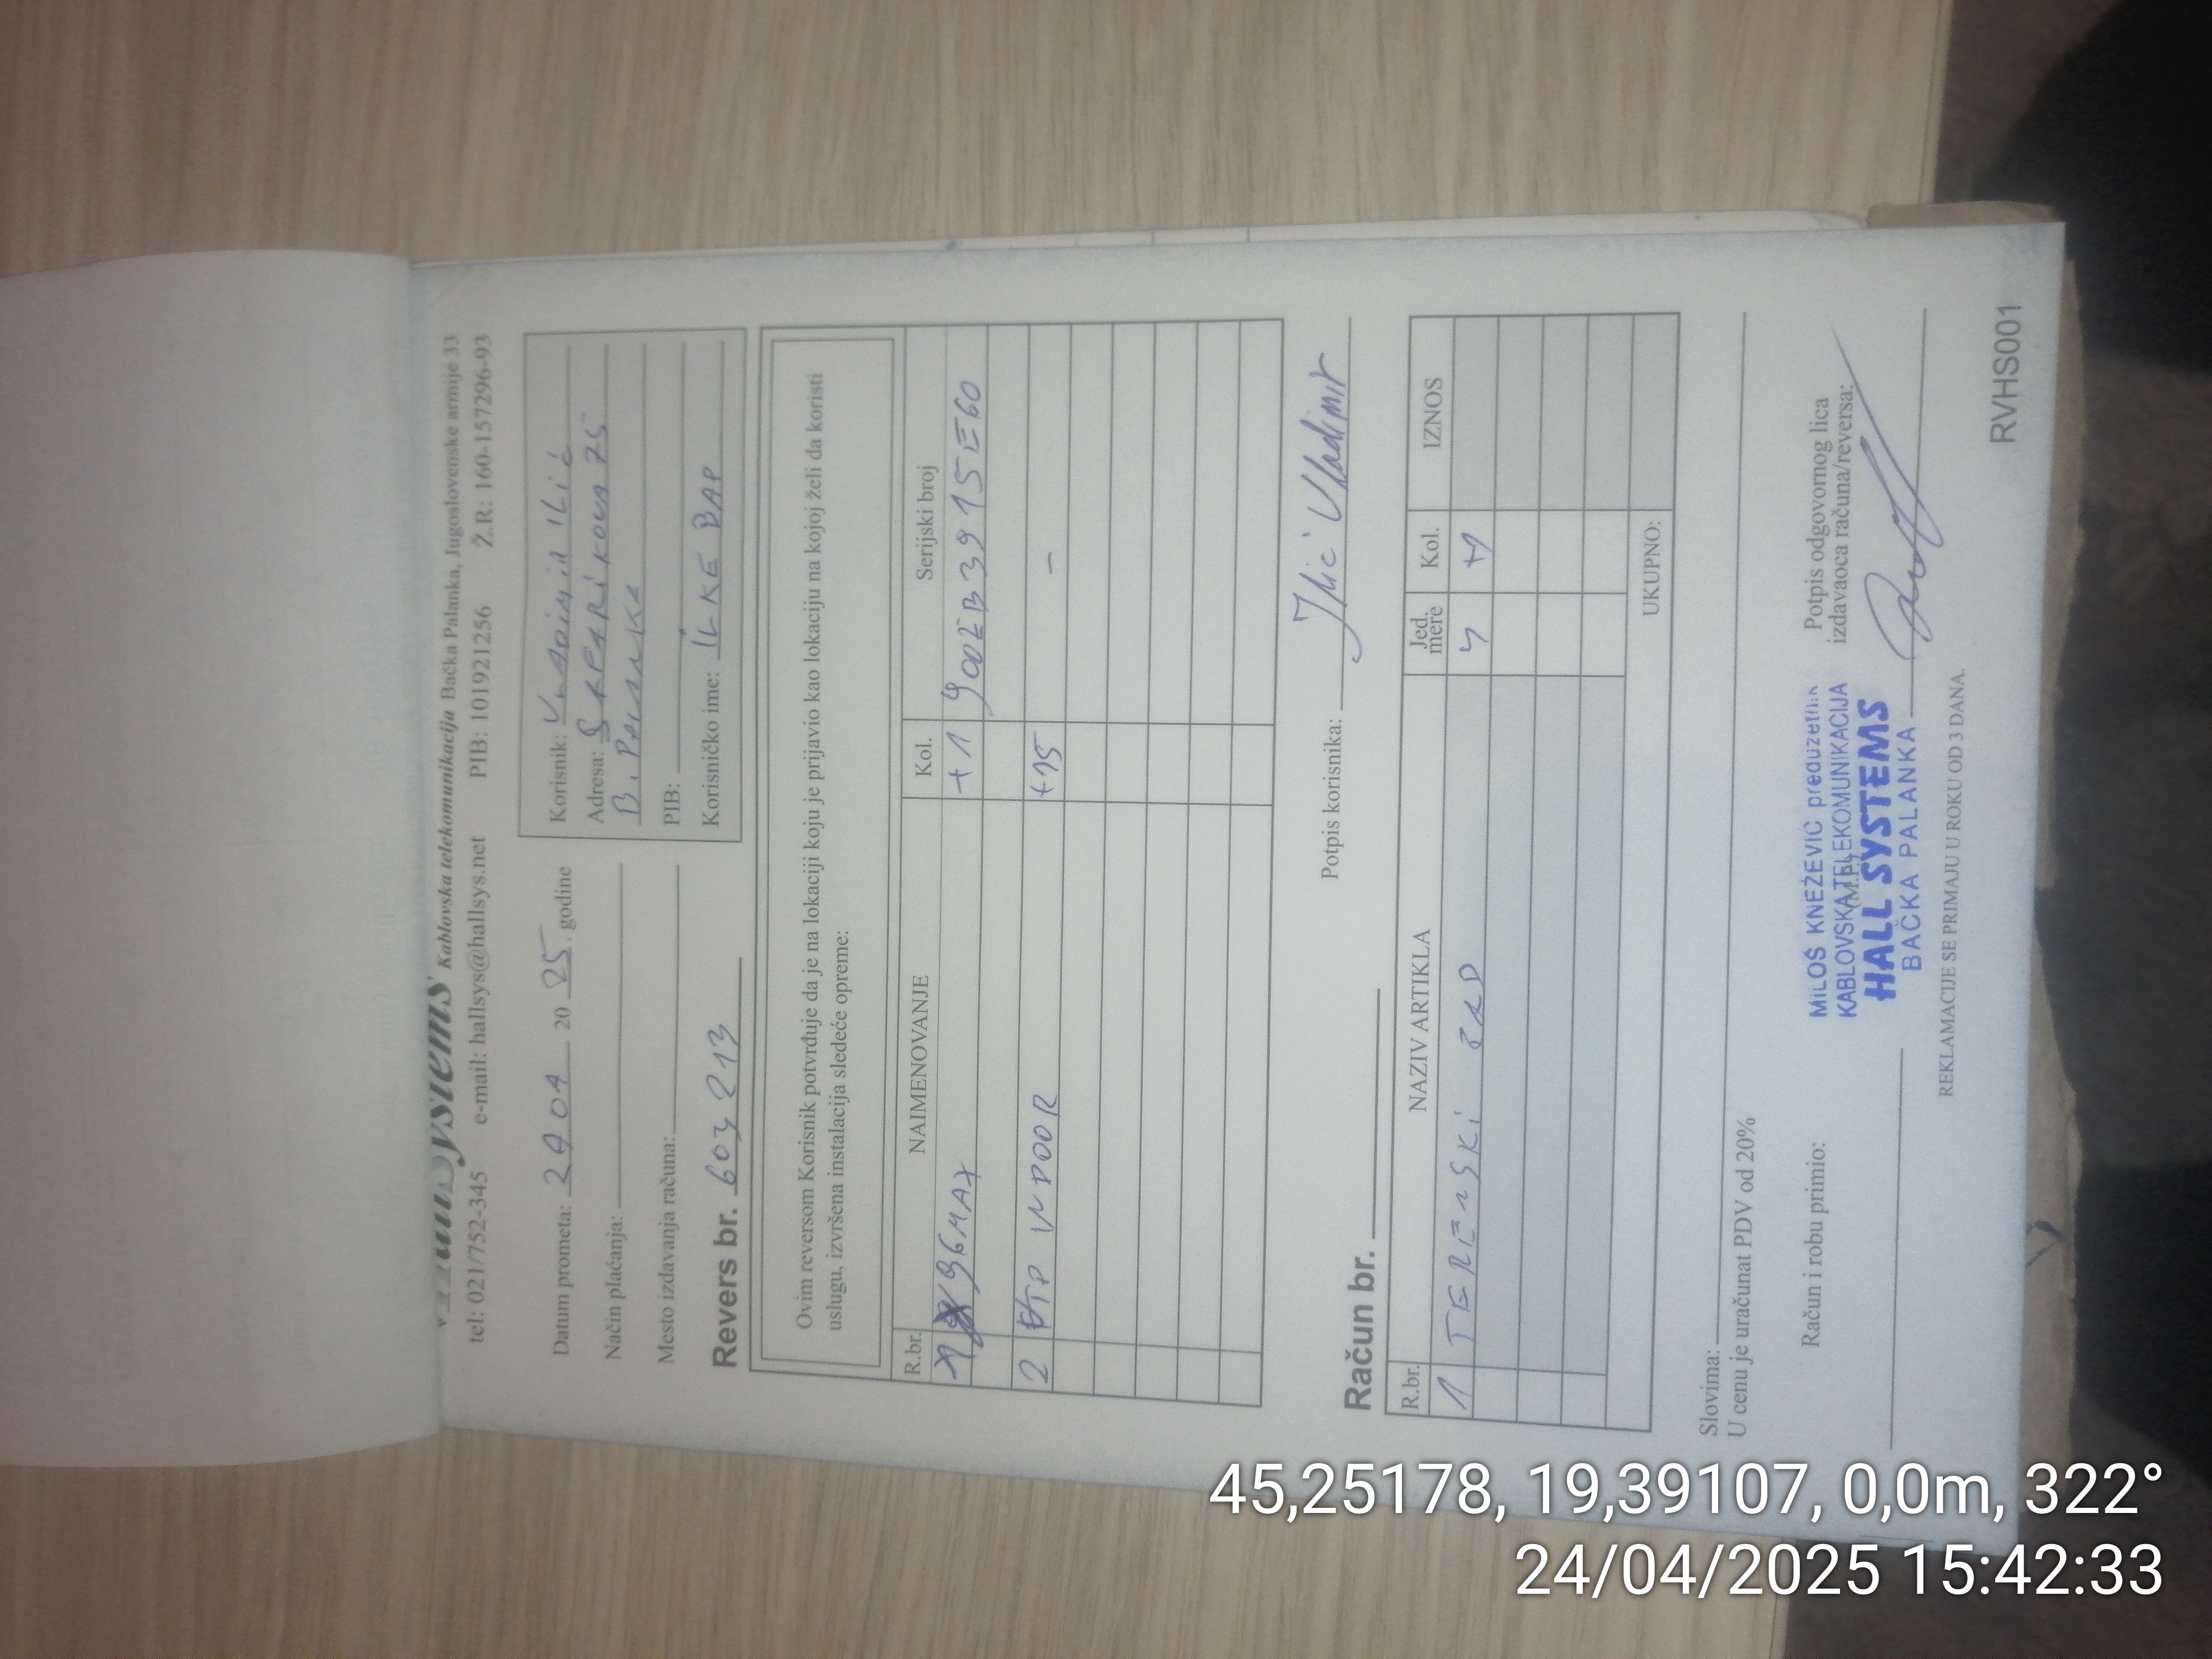 Systems Kablovska telekomunikacija Bačka Palanka, Jugoslovenske armije 33
tel: 021/752-345 e-mail: hallsys@hallsys.net PIB: 101921256 Ž.R.: 160-157296-93
Datum prometa: 24 04 20 25. godine
Način plaćanja:
Mesto izdavanja računa:
Korisnik: VLADIMIR ILIĆ
Adresa: ŠAFARIKOVA 75
B. PALANKA
PIB:
Korisničko ime: ILKE BAP
Revers br. 603 213
Ovim reversom Korisnik potvrđuje da je na lokaciji koju je prijavio kao lokaciju na kojoj želi da koristi
uslugu, izvršena instalacija sledeće opreme:
R.br. NAIMENOVANJE Kol. Serijski broj
1 +1
2 INDOOR +15 -
Potpis korisnika: Ilić Vladimir
Račun br.
R.br. NAZIV ARTIKLA Jed. mere Kol. IZNOS
1 TERENSKI RAD
UKUPNO:
Slovima:
U cenu je uračunat PDV od 20%
Račun i robu primio:
MILOŠ KNEŽEVIĆ preduzetnik
KABLOVSKA TELEKOMUNIKACIJA
(M.P.)
HALL SYSTEMS
BAČKA PALANKA
Potpis odgovornog lica
izdavaoca računa/reversa:
REKLAMACIJE SE PRIMAJU U ROKU OD 3 DANA.
RVHS001
45,25178, 19,39107, 0,0m, 322°
24/04/2025 15:42:33